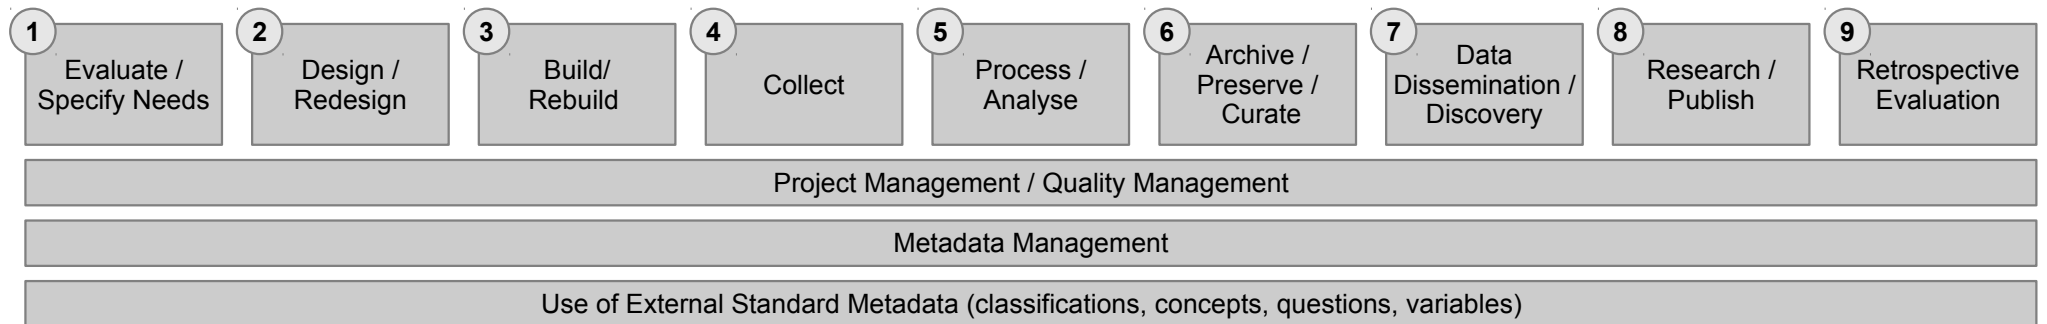 1
Evaluate /
Specify Needs
2
Design /
Redesign
3
Build/
Rebuild
4
Collect
5
Process /
Analyse
6
Archive /
Preserve /
Curate
7
Data
Dissemination /
Discovery
8
Research /
Publish
9
Retrospective
Evaluation
Project Management / Quality Management
Metadata Management
Use of External Standard Metadata (classifications, concepts, questions, variables)